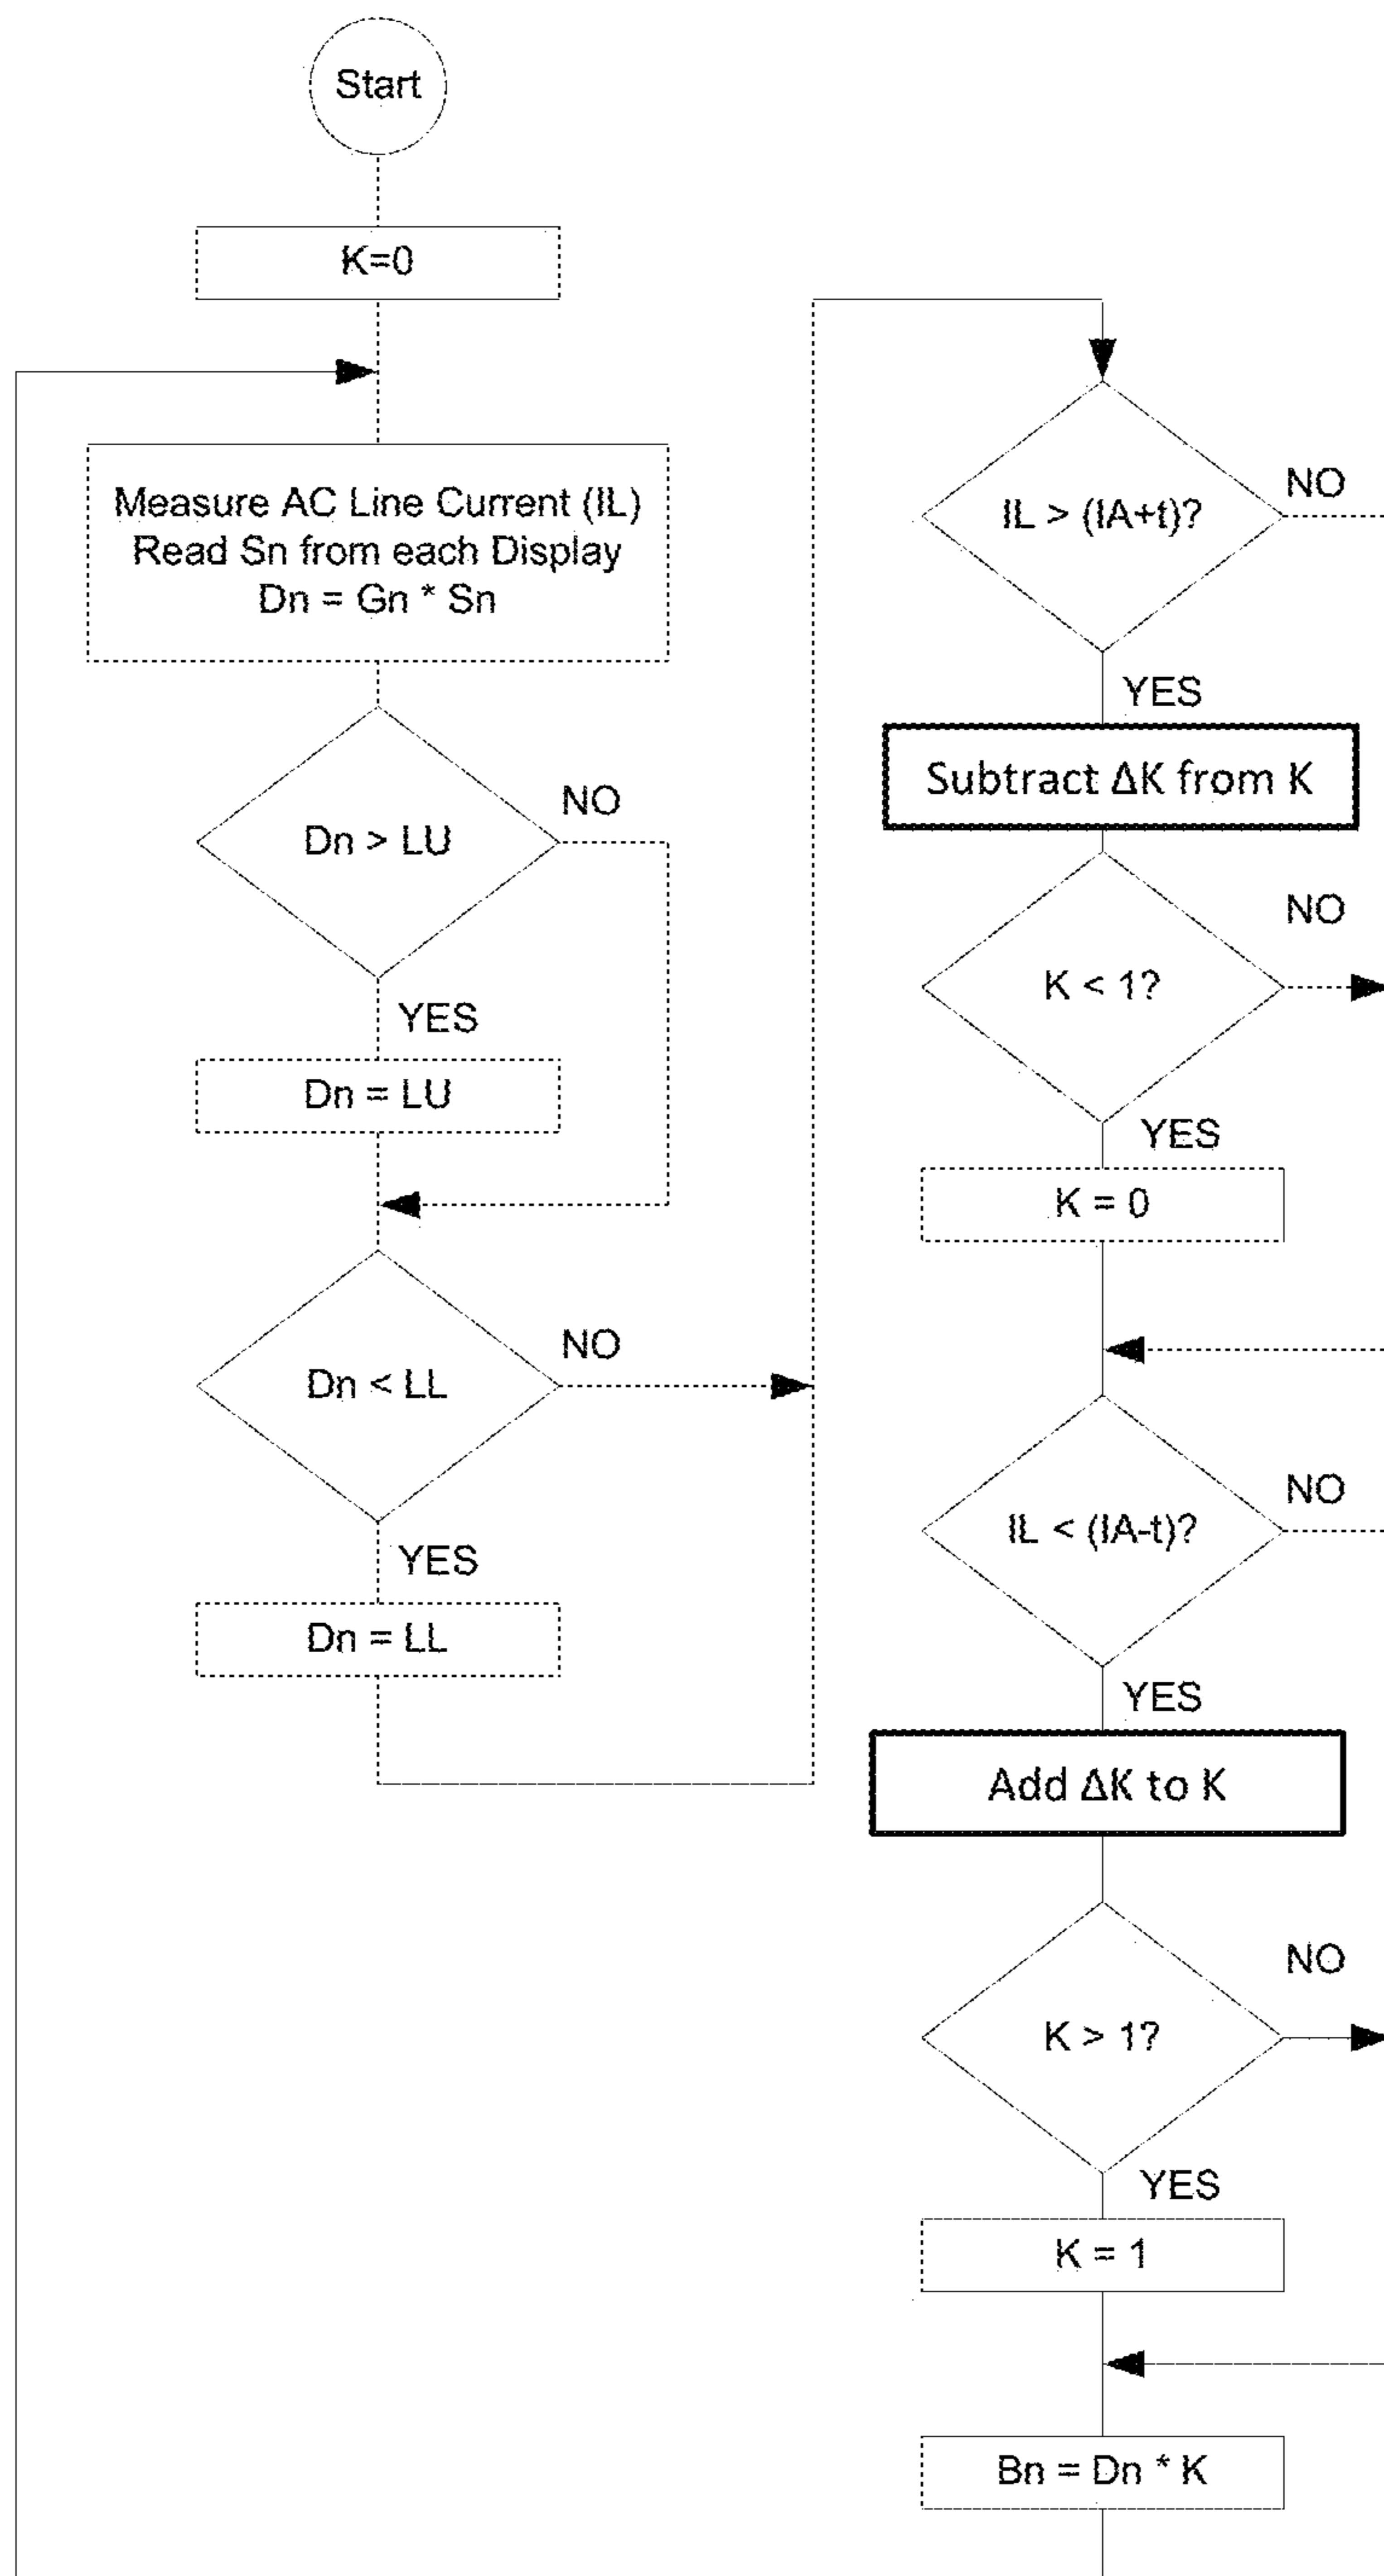 Start
K=0
Measure AC Line Current (IL)
Read Sn from each Display
Dn = Gn * Sn
Dn > LU
NO
YES
Dn = LU
Dn < LL
NO
YES
Dn = LL
IL > (IA+t)?
NO
YES
Subtract ΔK from K
K < 1?
NO
YES
K = 0
IL < (IA-t)?
NO
YES
Add ΔK to K
K > 1?
NO
YES
K = 1
Bn = Dn * K